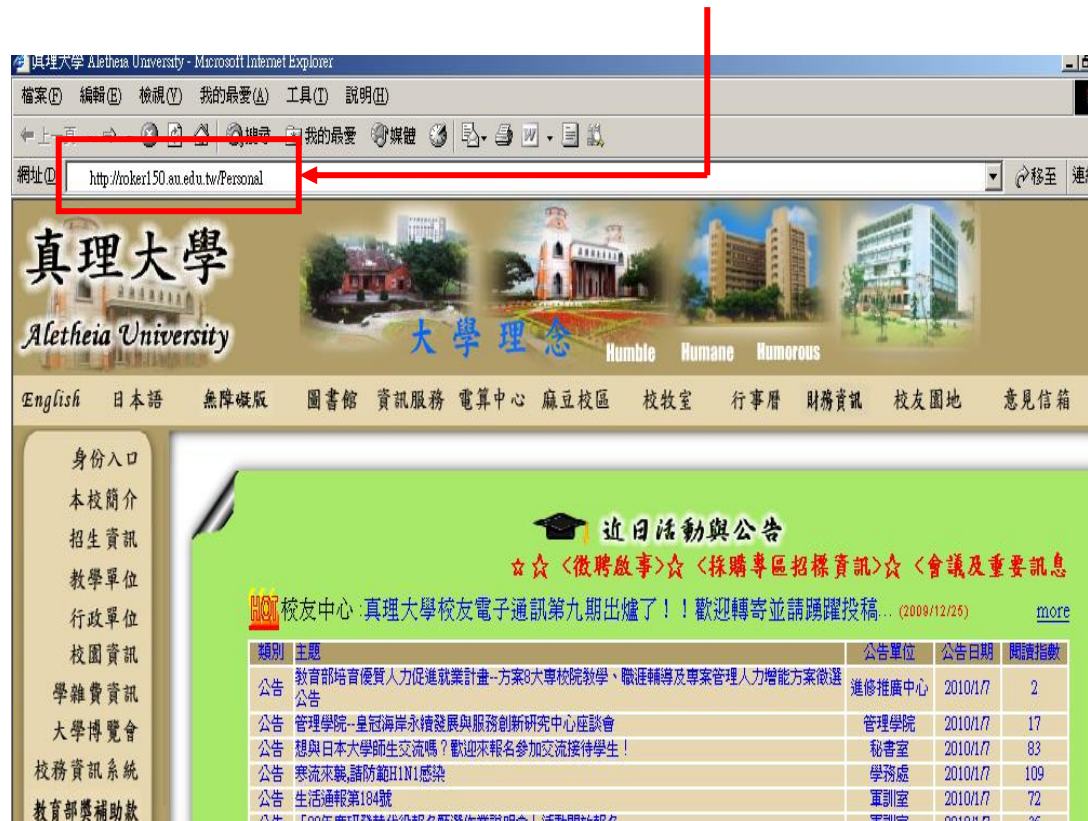 真理大學 Aletheia University - Microsoft Internet Explorer
檔案(F) 編輯(E) 檢視(V) 我的最愛(A) 工具(T) 說明(H)
上一頁 搜尋 我的最愛 媒體
網址(D) http://roker150.au.edu.tw/Personal 移至
真理大學
Aletheia University
大學理念 Humble Humane Humorous
English 日本語 無障礙版 圖書館 資訊服務 電算中心 麻豆校區 校牧室 行事曆 財務資訊 校友園地 意見信箱
身份入口
本校簡介
招生資訊
教學單位
行政單位
校園資訊
學雜費資訊
大學博覽會
校務資訊系統
教育部獎補助款
近日活動與公告
☆☆〈徵聘啟事〉☆〈採購專區招標資訊〉☆〈會議及重要訊息
HOT 校友中心:真理大學校友電子通訊第九期出爐了！！歡迎轉寄並請踴躍投稿... (2009/12/25) more
類別 主題 公告單位 公告日期 閱讀指數
公告 教育部培育優質人力促進就業計畫--方案8大專校院教學、職涯輔導及專案管理人力增能方案徵選公告 進修推廣中心 2010/1/7 2
公告 管理學院--皇冠海岸永續發展與服務創新研究中心座談會 管理學院 2010/1/7 17
公告 想與日本大學師生交流嗎？歡迎來報名參加交流接待學生！ 秘書室 2010/1/7 83
公告 寒流來襲,請防範H1N1感染 學務處 2010/1/7 109
公告 生活通報第184號 軍訓室 2010/1/7 72